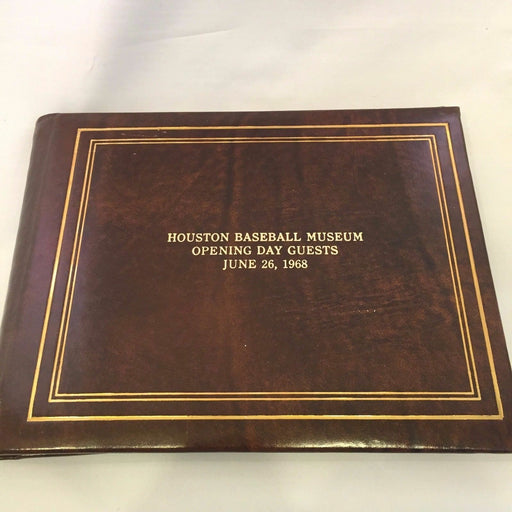 HOUSTON BASEBALL MUSEUM
OPENING DAY GUESTS
JUNE 26, 1968